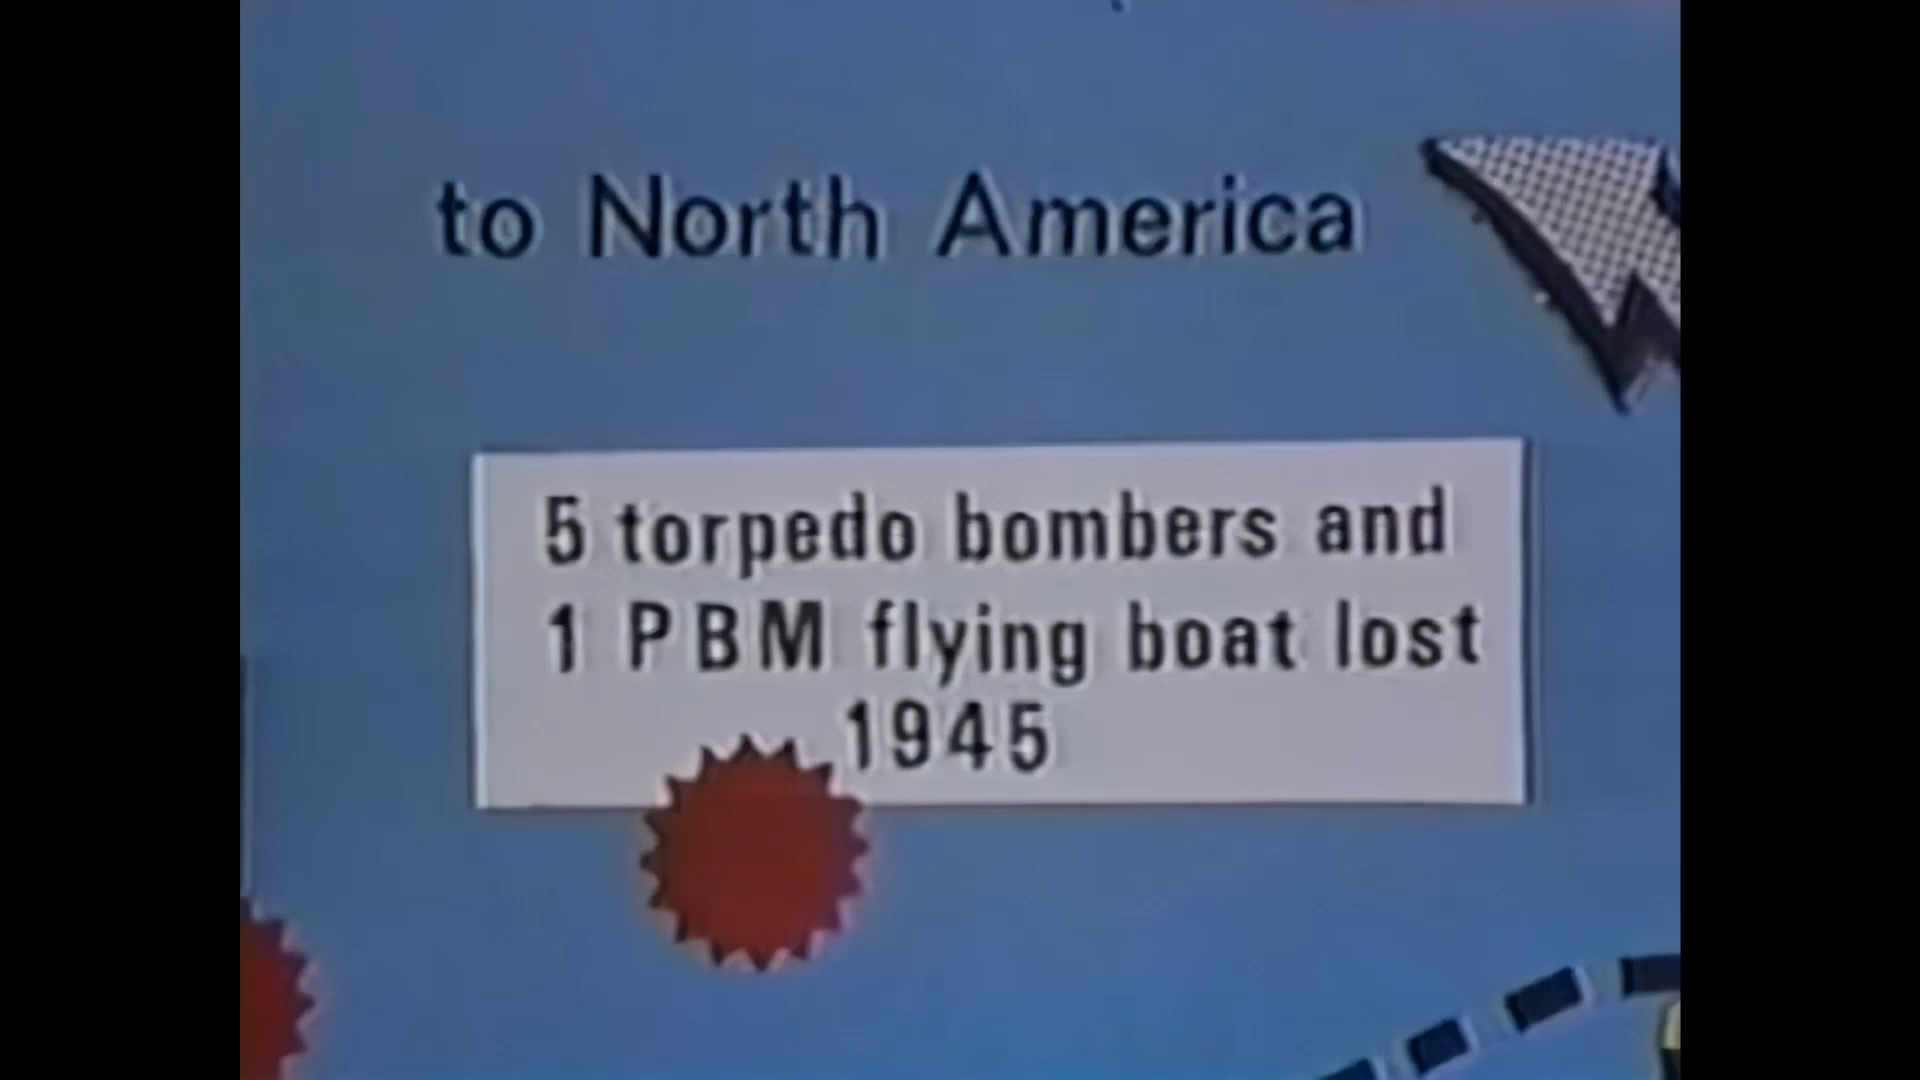 to North America
5 torpedo bombers and
1 PBM flying boat lost
1945